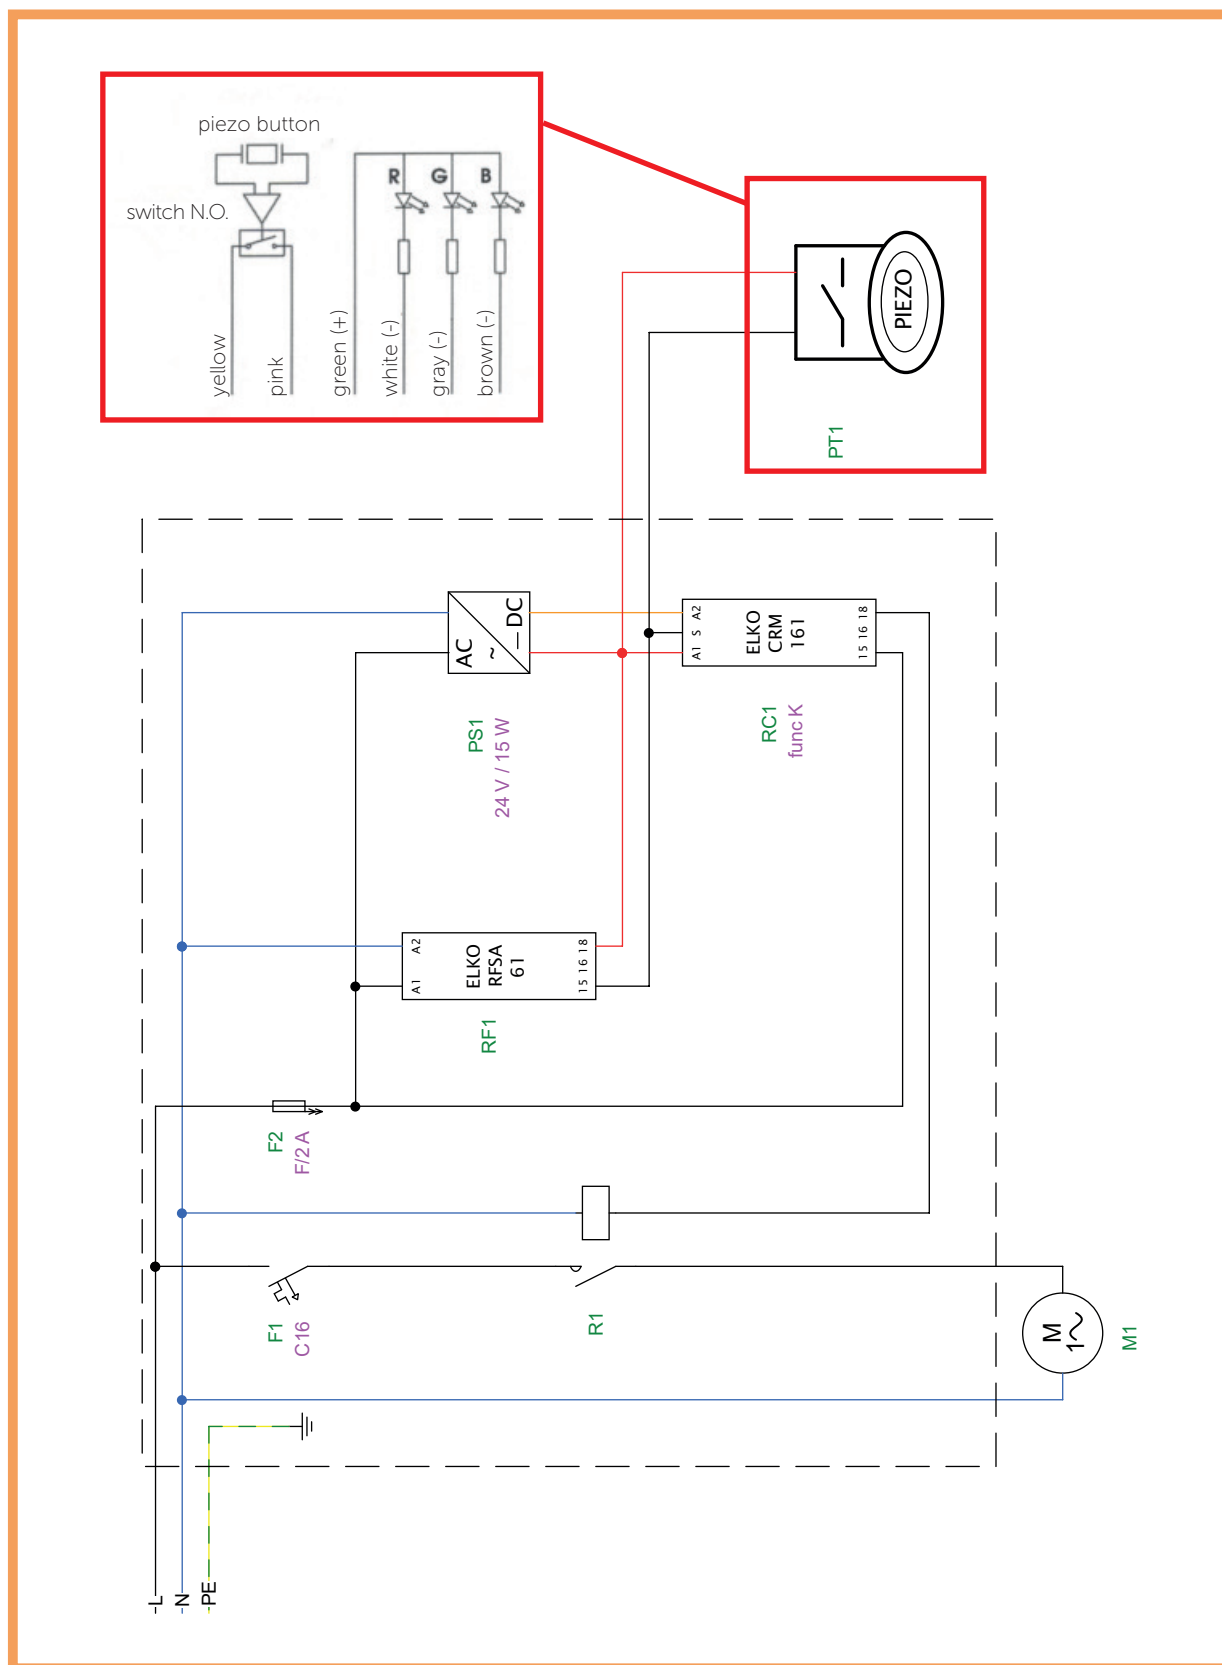 piezo button
switch N.O.
R
G
B
yellow
pink
green (+)
white (-)
gray (-)
brown (-)
PIEZO
PT1
AC
~
DC
PS1
24 V / 15 W
A1
S
A2
ELKO
CRM
161
15 16 18
RC1
func K
A1
A2
ELKO
RFSA
61
15 16 18
RF1
F2
F/2 A
F1
C16
R1
M
1~
M1
L
N
PE